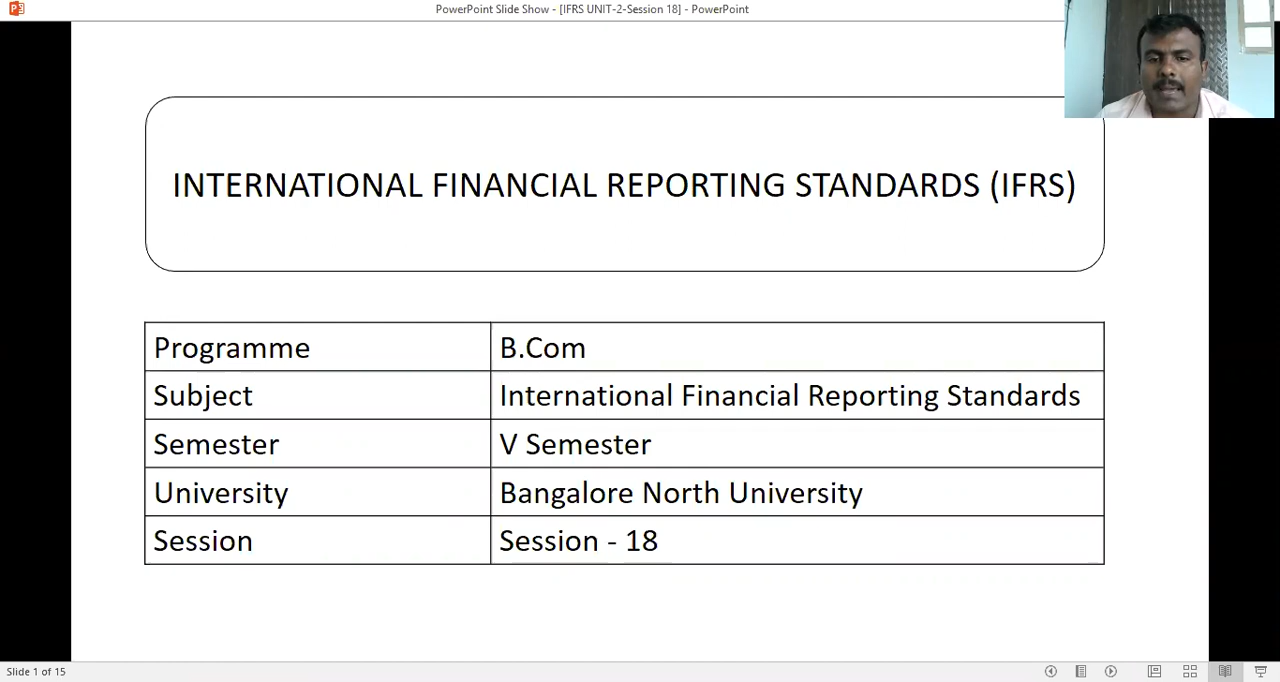 PowerPoint Slide Show - [IFRS UNIT-2-Session 18] - PowerPoint
INTERNATIONAL FINANCIAL REPORTING STANDARDS (IFRS)
Programme B.Com
Subject International Financial Reporting Standards
Semester V Semester
University Bangalore North University
Session Session - 18
Slide 1 of 15